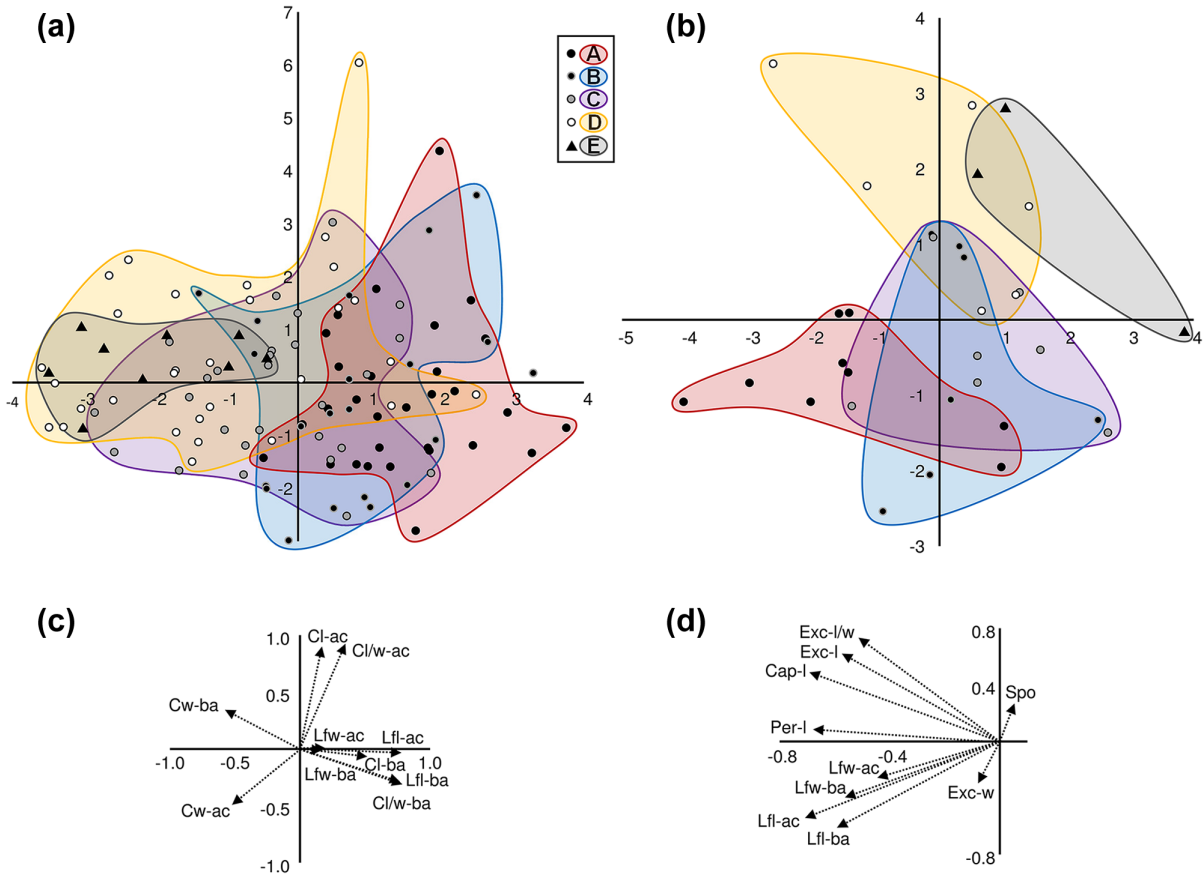 (a)
7
6
5
4
3
2
1
-1
-2
-4
-3
-2
-1
1
2
3
4
A
B
C
D
E
(b)
4
3
2
1
-1
-2
-3
-5
-4
-3
-2
-1
1
2
3
4
(c)
1.0
0.5
-0.5
-1.0
-1.0
-0.5
1.0
Cl-ac
Cl/w-ac
Cw-ba
Lfw-ac
Lfl-ac
Cl-ba
Lfw-ba
Lfl-ba
Cl/w-ba
Cw-ac
(d)
0.8
0.4
-0.8
-0.8
-0.4
Exc-l/w
Exc-l
Cap-l
Spo
Per-l
Lfw-ac
Lfw-ba
Exc-w
Lfl-ac
Lfl-ba